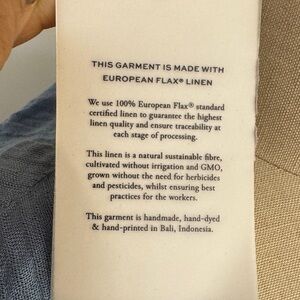 THIS GARMENT IS MADE WITH
EUROPEAN FLAX® LINEN
We use 100% European Flax® standard
certified linen to guarantee the highest
linen quality and ensure traceability at
each stage of processing.
This linen is a natural sustainable fibre,
cultivated without irrigation and GMO,
grown without the need for herbicides
and pesticides, whilst ensuring best
practices for the workers.
This garment is handmade, hand-dyed
& hand-printed in Bali, Indonesia.